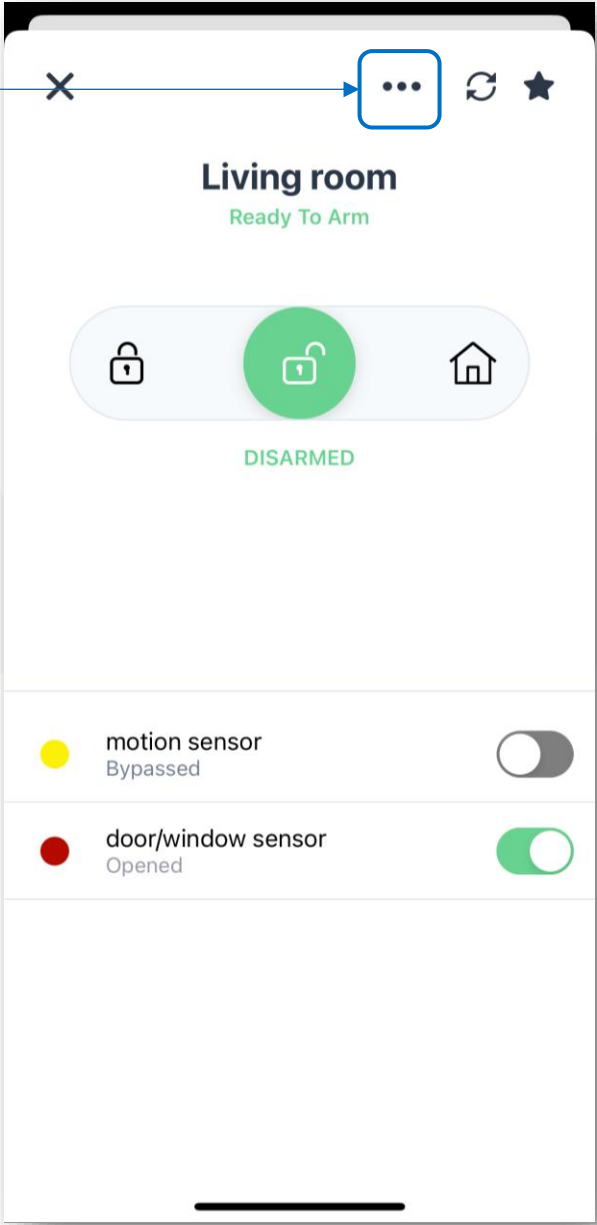 Living room
Ready To Arm
DISARMED
motion sensor
Bypassed
door/window sensor
Opened